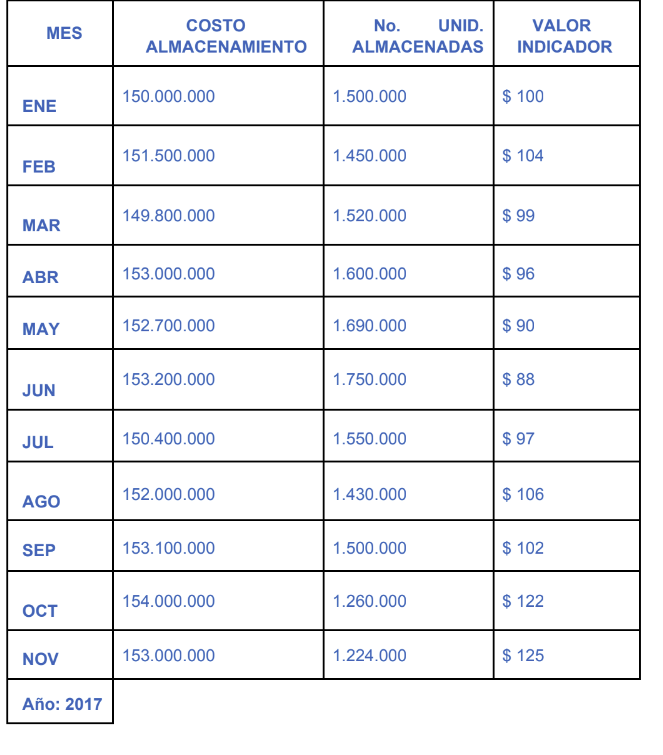 MES COSTO ALMACENAMIENTO No. UNID. ALMACENADAS VALOR INDICADOR
ENE 150.000.000 1.500.000 $ 100
FEB 151.500.000 1.450.000 $ 104
MAR 149.800.000 1.520.000 $ 99
ABR 153.000.000 1.600.000 $ 96
MAY 152.700.000 1.690.000 $ 90
JUN 153.200.000 1.750.000 $ 88
JUL 150.400.000 1.550.000 $ 97
AGO 152.000.000 1.430.000 $ 106
SEP 153.100.000 1.500.000 $ 102
OCT 154.000.000 1.260.000 $ 122
NOV 153.000.000 1.224.000 $ 125
Año: 2017